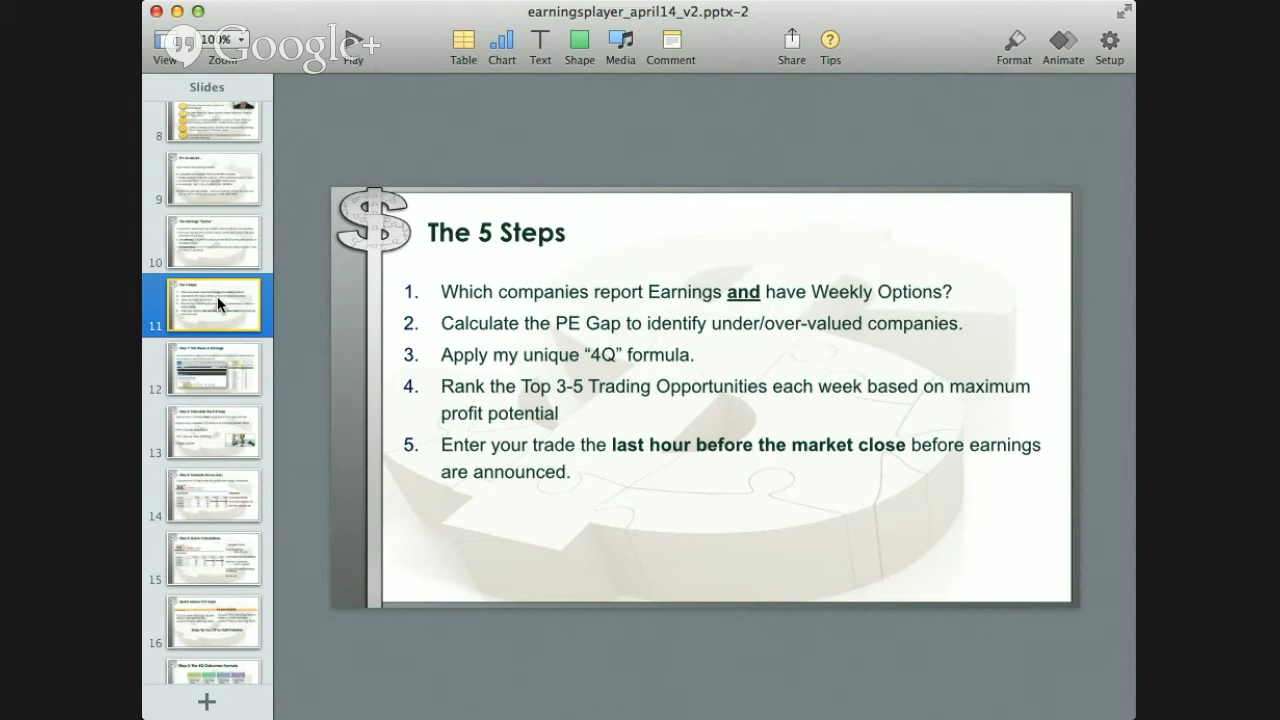 earningsplayer_april14_v2.pptx-2
100%
Google+
View
Zoom
Play
Table
Chart
Text
Shape
Media
Comment
Share
Tips
Format
Animate
Setup
Slides
8
9
10
11
12
13
14
15
16
$
The 5 Steps
1. Which companies report Earnings and have Weekly Options?
2. Calculate the PE Gap to identify under/over-valued companies.
3. Apply my unique “4Q” formula.
4. Rank the Top 3-5 Trading Opportunities each week based on maximum
profit potential
5. Enter your trade the last hour before the market close before earnings
are announced.